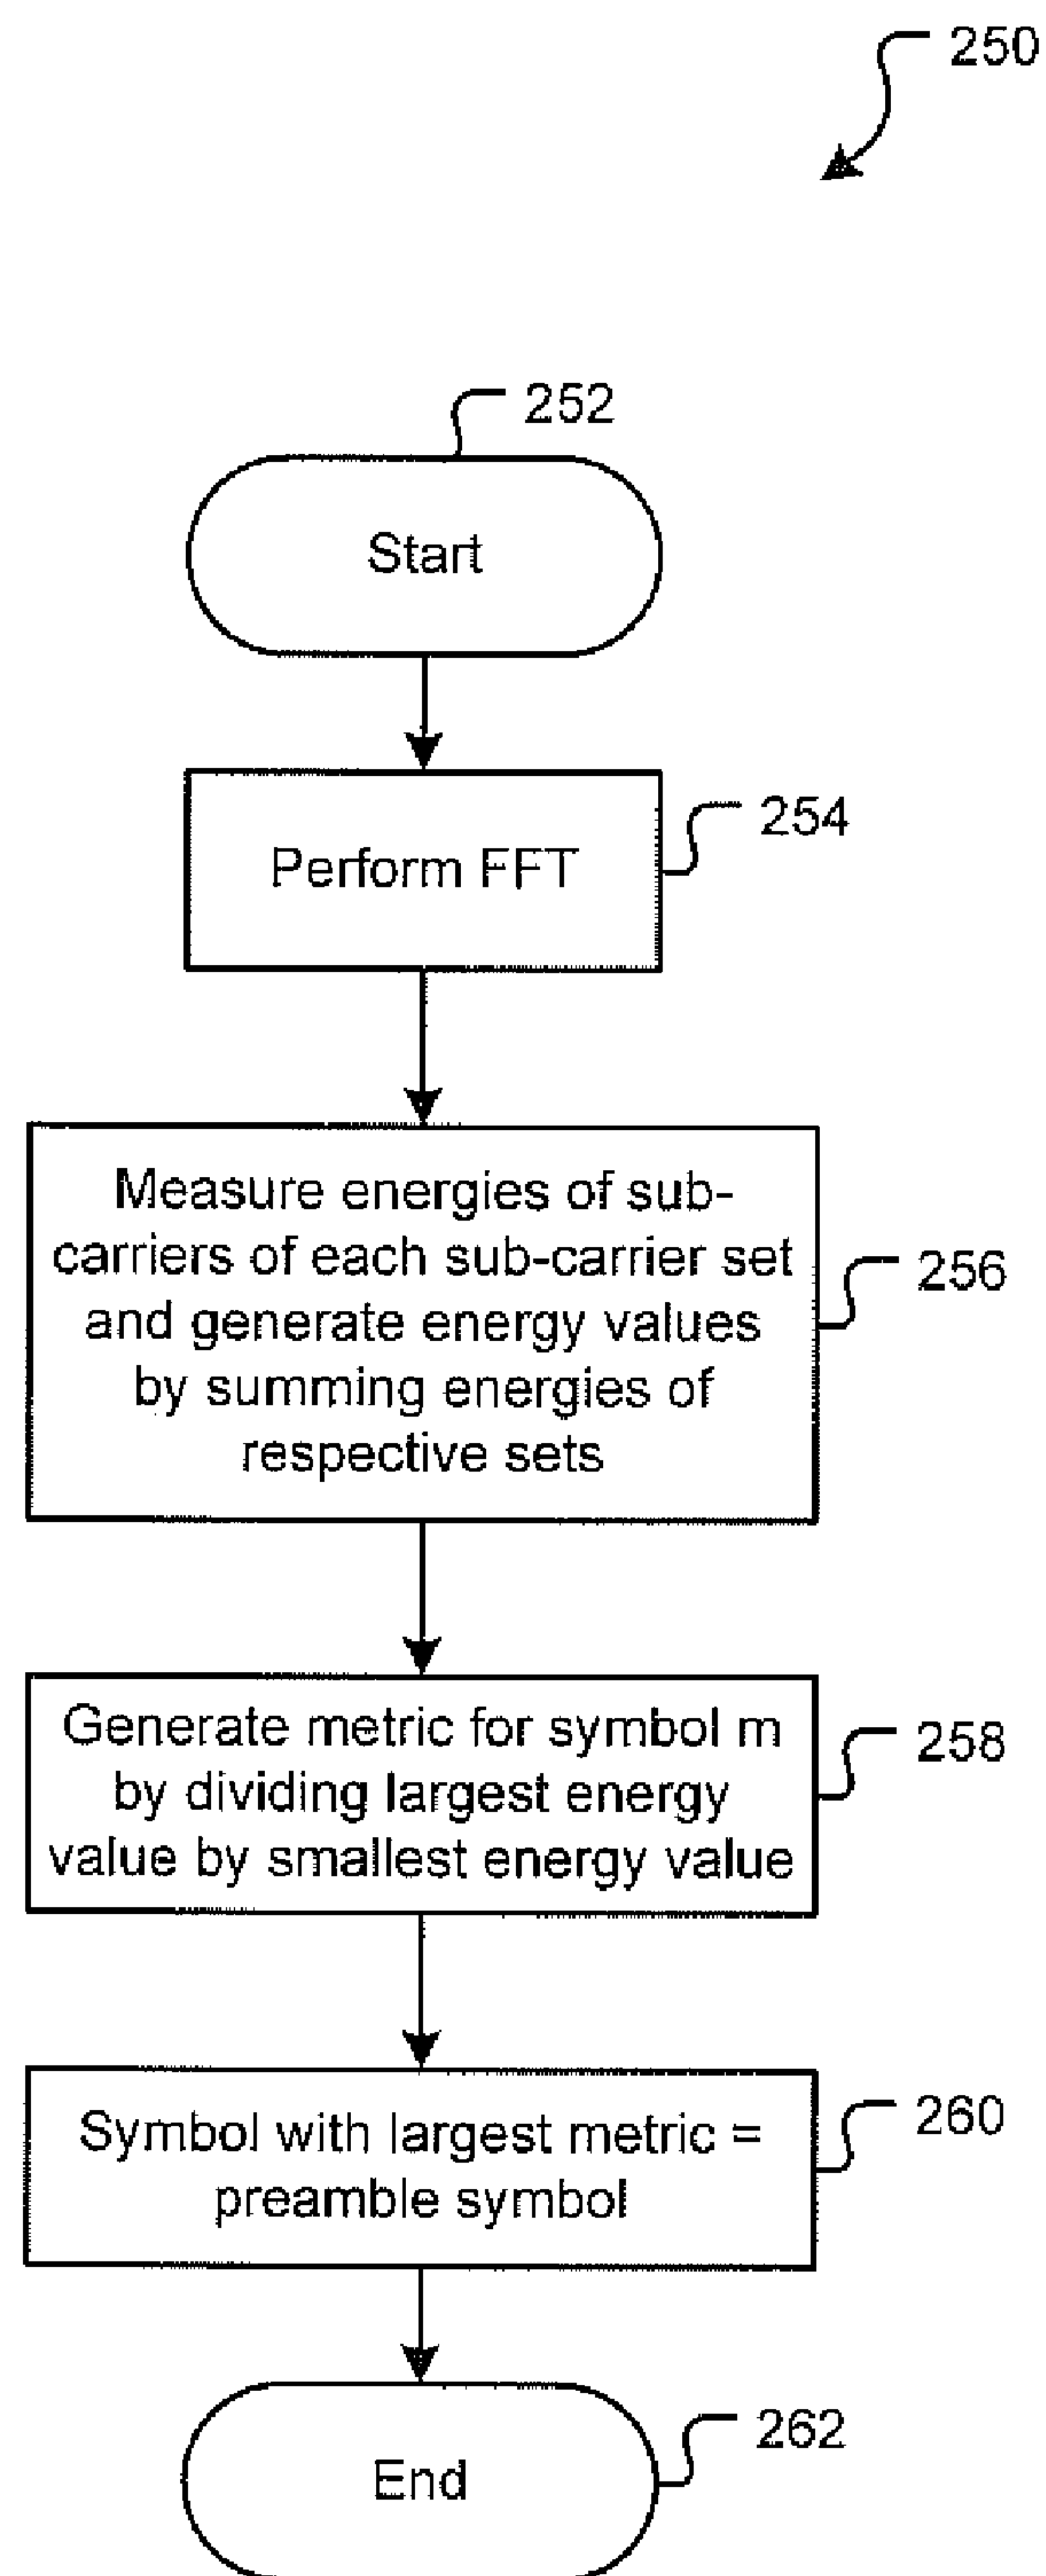 250
252
Start
254
Perform FFT
Measure energies of sub-
carriers of each sub-carrier set
and generate energy values
by summing energies of
respective sets
256
Generate metric for symbol m
by dividing largest energy
value by smallest energy value
258
Symbol with largest metric =
preamble symbol
260
End
262